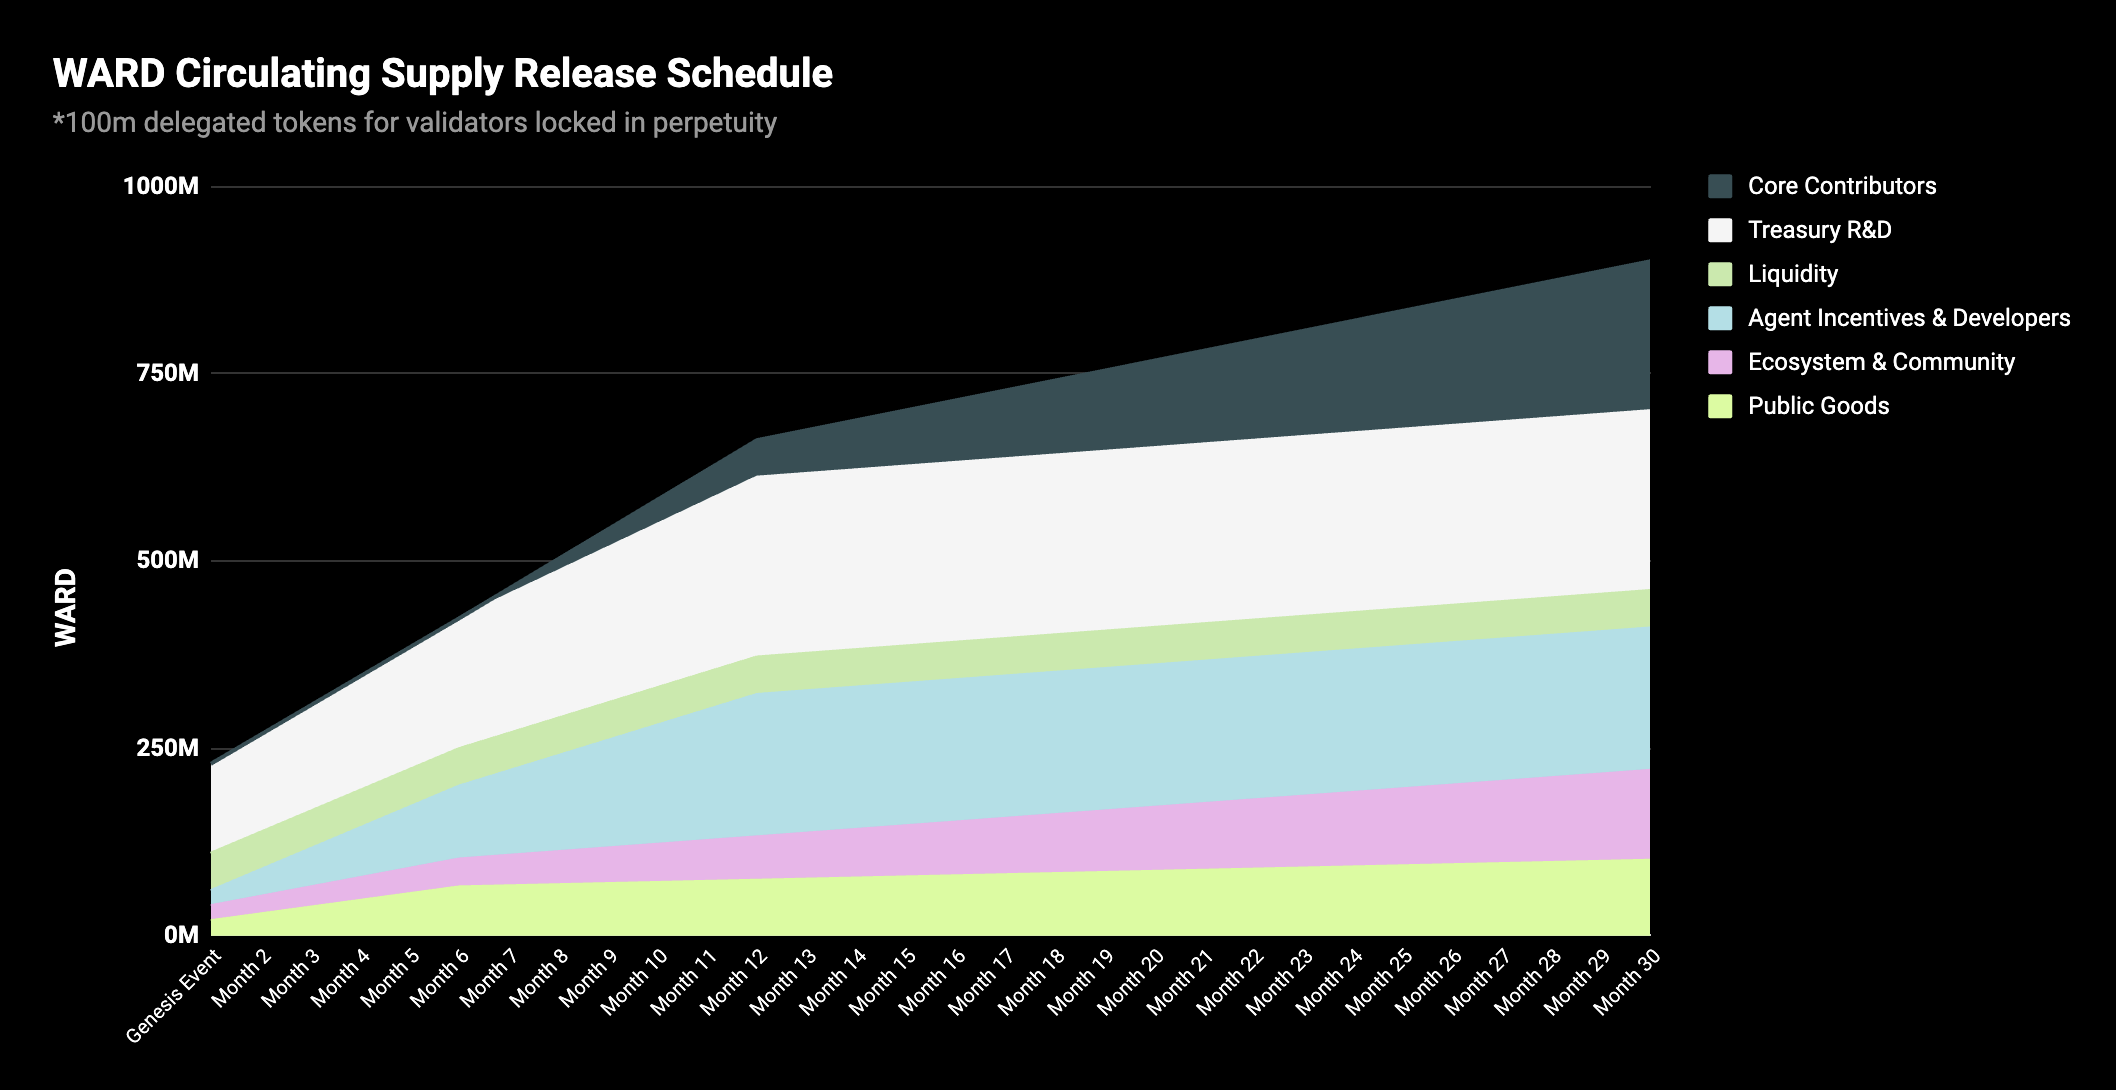 WARD Circulating Supply Release Schedule
*100m delegated tokens for validators locked in perpetuity
1000M
750M
500M
250M
0M
WARD
Genesis Event
Month 2
Month 3
Month 4
Month 5
Month 6
Month 7
Month 8
Month 9
Month 10
Month 11
Month 12
Month 13
Month 14
Month 15
Month 16
Month 17
Month 18
Month 19
Month 20
Month 21
Month 22
Month 23
Month 24
Month 25
Month 26
Month 27
Month 28
Month 29
Month 30
Core Contributors
Treasury R&D
Liquidity
Agent Incentives & Developers
Ecosystem & Community
Public Goods